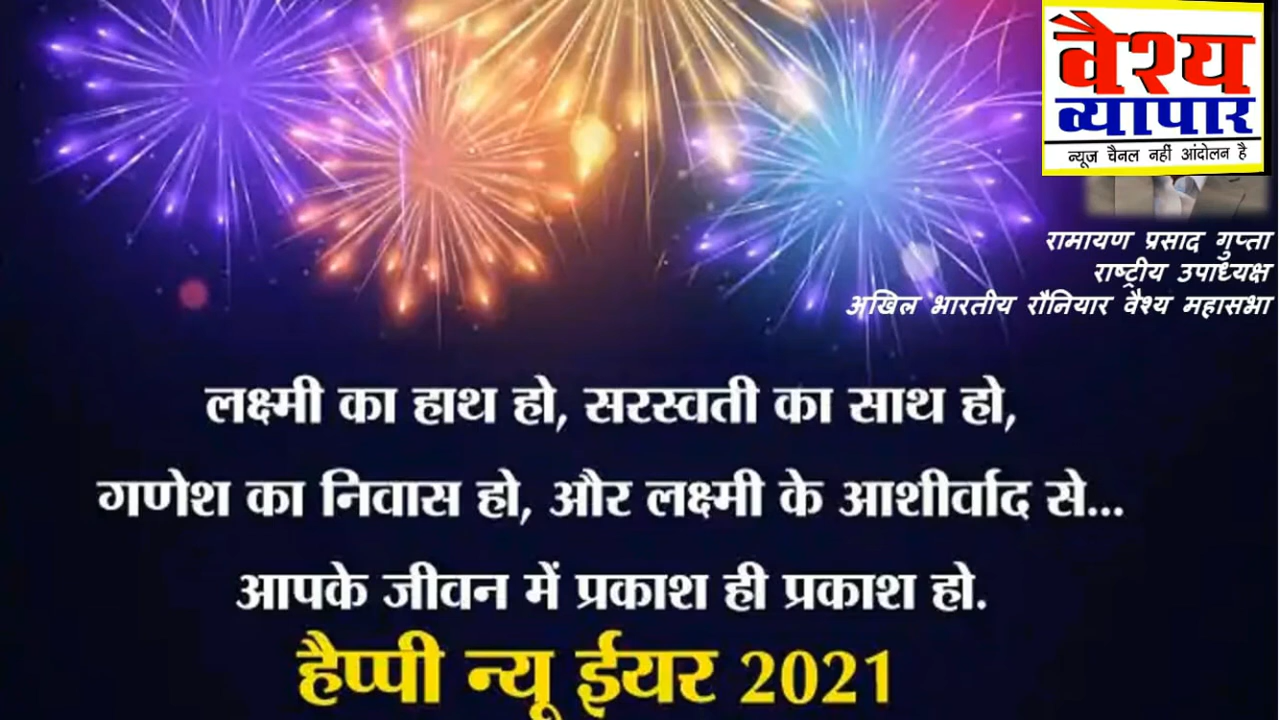 वैश्य
व्यापार
न्यूज चैनल नहीं आंदोलन है
रामायण प्रसाद गुप्ता
राष्ट्रीय उपाध्यक्ष
अखिल भारतीय रौनियार वैश्य महासभा
लक्ष्मी का हाथ हो, सरस्वती का साथ हो,
गणेश का निवास हो, और लक्ष्मी के आशीर्वाद से...
आपके जीवन में प्रकाश ही प्रकाश हो.
हैप्पी न्यू ईयर 2021